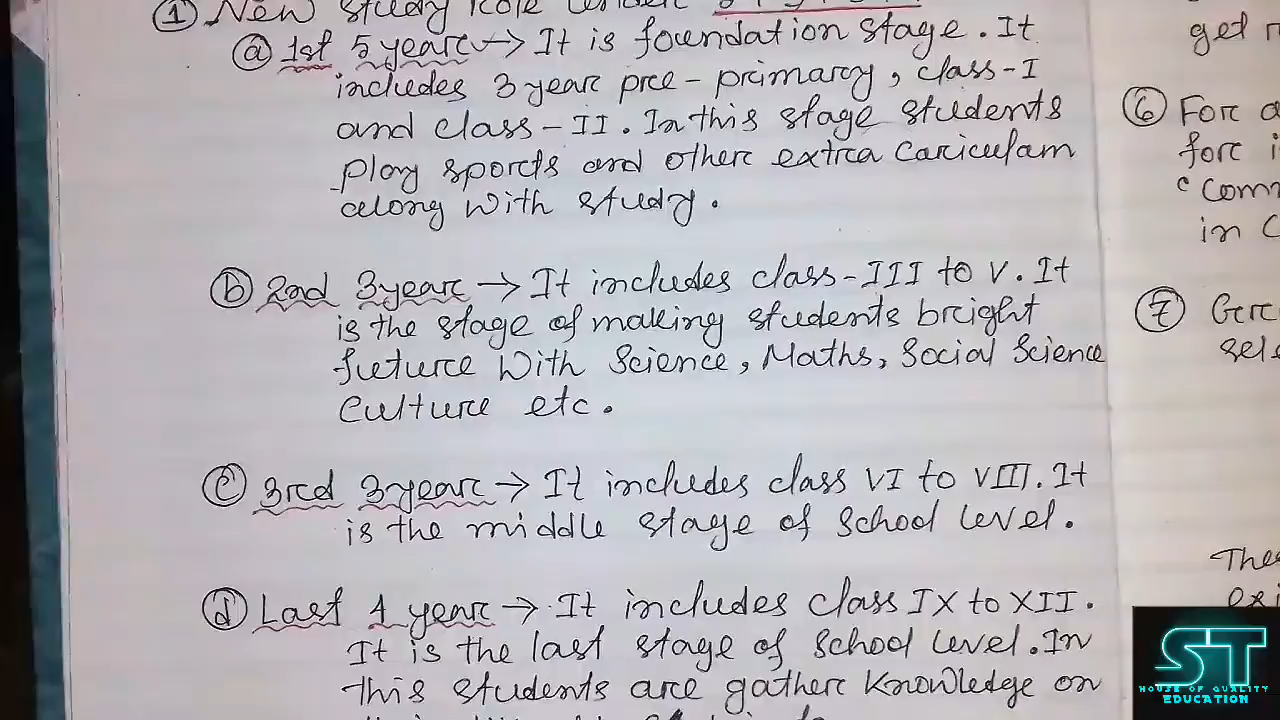 ① New study
ⓐ 1st 5 year → It is foundation stage. It
includes 3 year pre-primary, class-I
and class-II. In this stage students
play sports and other extra cariculam
along with study.
ⓑ 2nd 3 year → It includes class-III to V. It
is the stage of making students bright
future with Science, Maths, Social Science
Culture etc.
ⓒ 3rd 3 year → It includes class VI to VIII. It
is the middle stage of school level.
ⓓ Last 4 year → It includes class IX to XII.
It is the last stage of school level. In
this students are gather knowledge on
get
⑥ For
for
in
⑦
ST
HOUSE OF QUALITY
EDUCATION